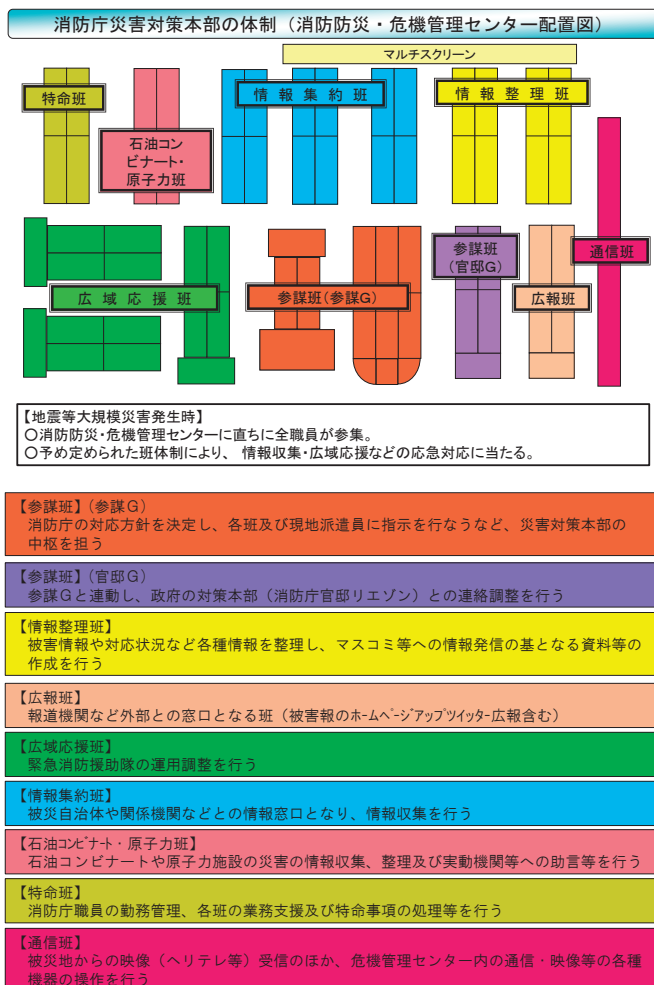 消防庁災害対策本部の体制（消防防災・危機管理センター配置図）
マルチスクリーン
特命班
情報集約班
情報整理班
石油コン
ビナート・
原子力班
参謀班
（官邸G）
通信班
広域応援班
参謀班（参謀G）
広報班
【地震等大規模災害発生時】
○消防防災・危機管理センターに直ちに全職員が参集。
○予め定められた班体制により、 情報収集・広域応援などの応急対応に当たる。
【参謀班】（参謀Ｇ）
消防庁の対応方針を決定し、各班及び現地派遣員に指示を行なうなど、災害対策本部の
中枢を担う
【参謀班】（官邸Ｇ）
参謀Ｇと連動し、政府の対策本部（消防庁官邸リエゾン）との連絡調整を行う
【情報整理班】
被害情報や対応状況など各種情報を整理し、マスコミ等への情報発信の基となる資料等の
作成を行う
【広報班】
報道機関など外部との窓口となる班（被害報のﾎｰﾑﾍﾟｰｼﾞｱｯﾌﾟﾂｲｯﾀｰ広報含む）
【広域応援班】
緊急消防援助隊の運用調整を行う
【情報集約班】
被災自治体や関係機関などとの情報窓口となり、情報収集を行う
【石油ｺﾝﾋﾞﾅｰﾄ・原子力班】
石油コンビナートや原子力施設の災害の情報収集、整理及び実動機関等への助言等を行う
【特命班】
消防庁職員の勤務管理、各班の業務支援及び特命事項の処理等を行う
【通信班】
被災地からの映像（ヘリテレ等）受信のほか、危機管理センター内の通信・映像等の各種
機器の操作を行う